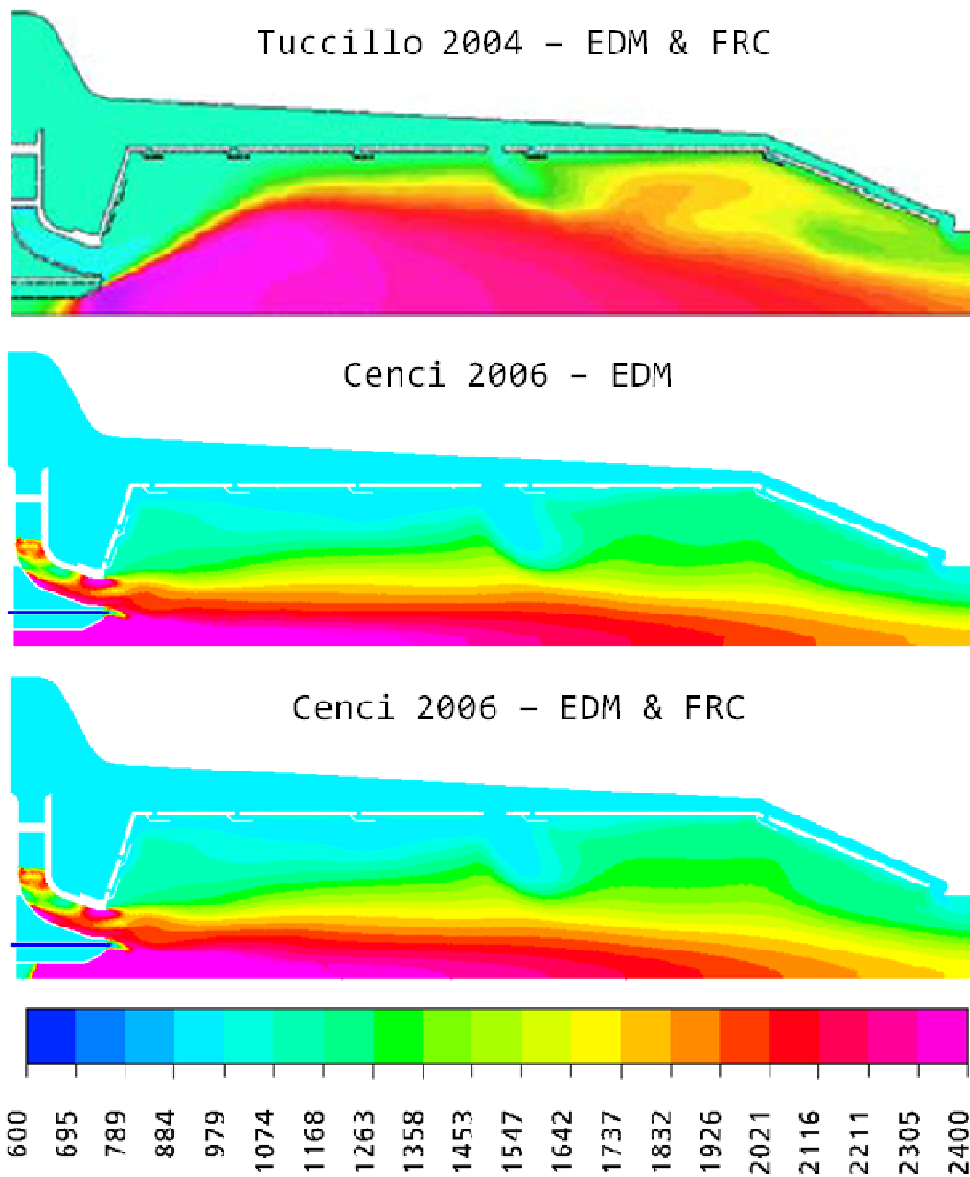 Tuccillo 2004 – EDM & FRC
Cenci 2006 – EDM
Cenci 2006 – EDM & FRC
600 695 789 884 979 1074 1168 1263 1358 1453 1547 1642 1737 1832 1926 2021 2116 2211 2305 2400